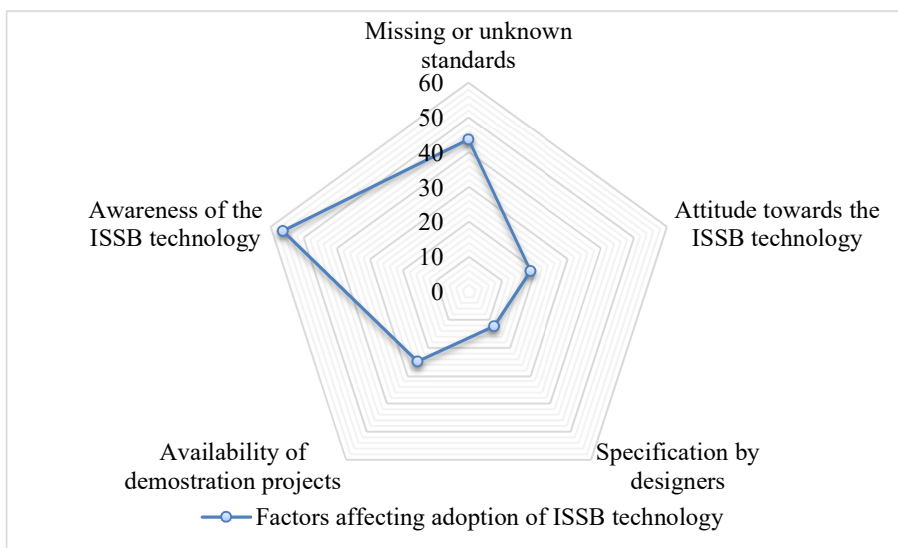 Missing or unknown
standards
60
50
40
30
20
10
0
Awareness of the
ISSB technology
Attitude towards the
ISSB technology
Availability of
demostration projects
Specification by
designers
Factors affecting adoption of ISSB technology